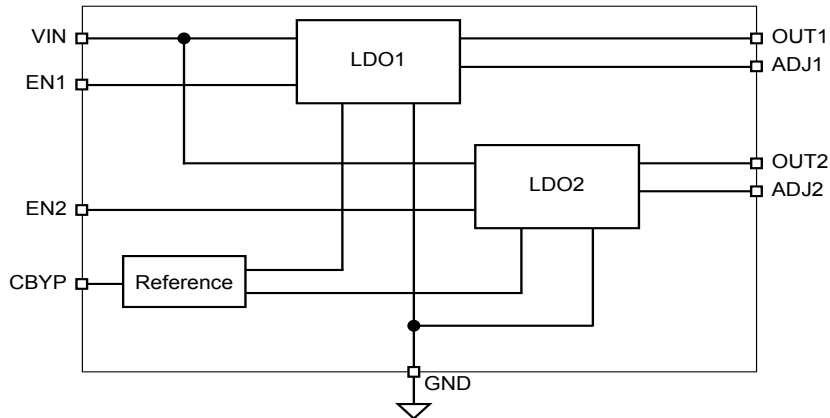 VIN
LDO1
OUT1
ADJ1
EN1
OUT2
LDO2
ADJ2
EN2
CBYP
Reference
GND